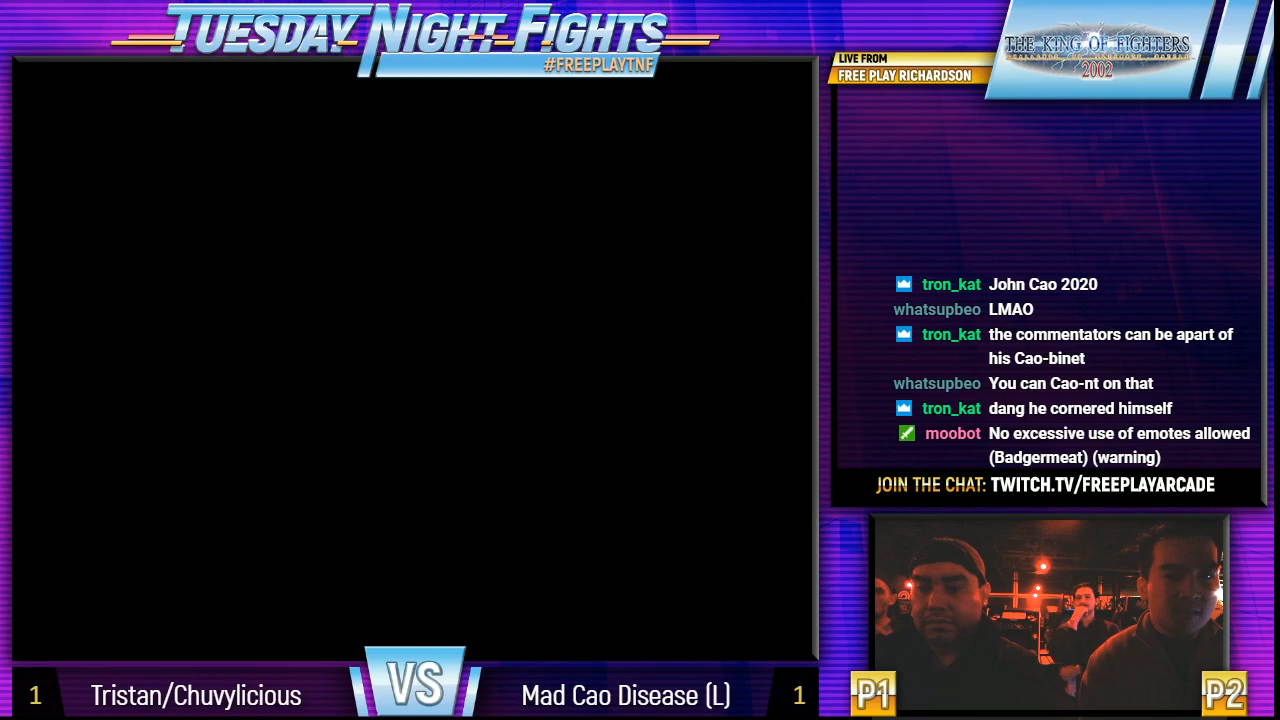 TUESDAY NIGHT FIGHTS
#FREEPLAYTNF
LIVE FROM
FREE PLAY RICHARDSON
THE KING OF FIGHTERS
2002
tron_kat John Cao 2020
whatsupbeo LMAO
tron_kat the commentators can be apart of
his Cao-binet
whatsupbeo You can Cao-nt on that
tron_kat dang he cornered himself
moobot No excessive use of emotes allowed
(Badgermeat) (warning)
JOIN THE CHAT: TWITCH.TV/FREEPLAYARCADE
1 Tristan/Chuvylicious VS Mad Cao Disease (L) 1
P1 P2